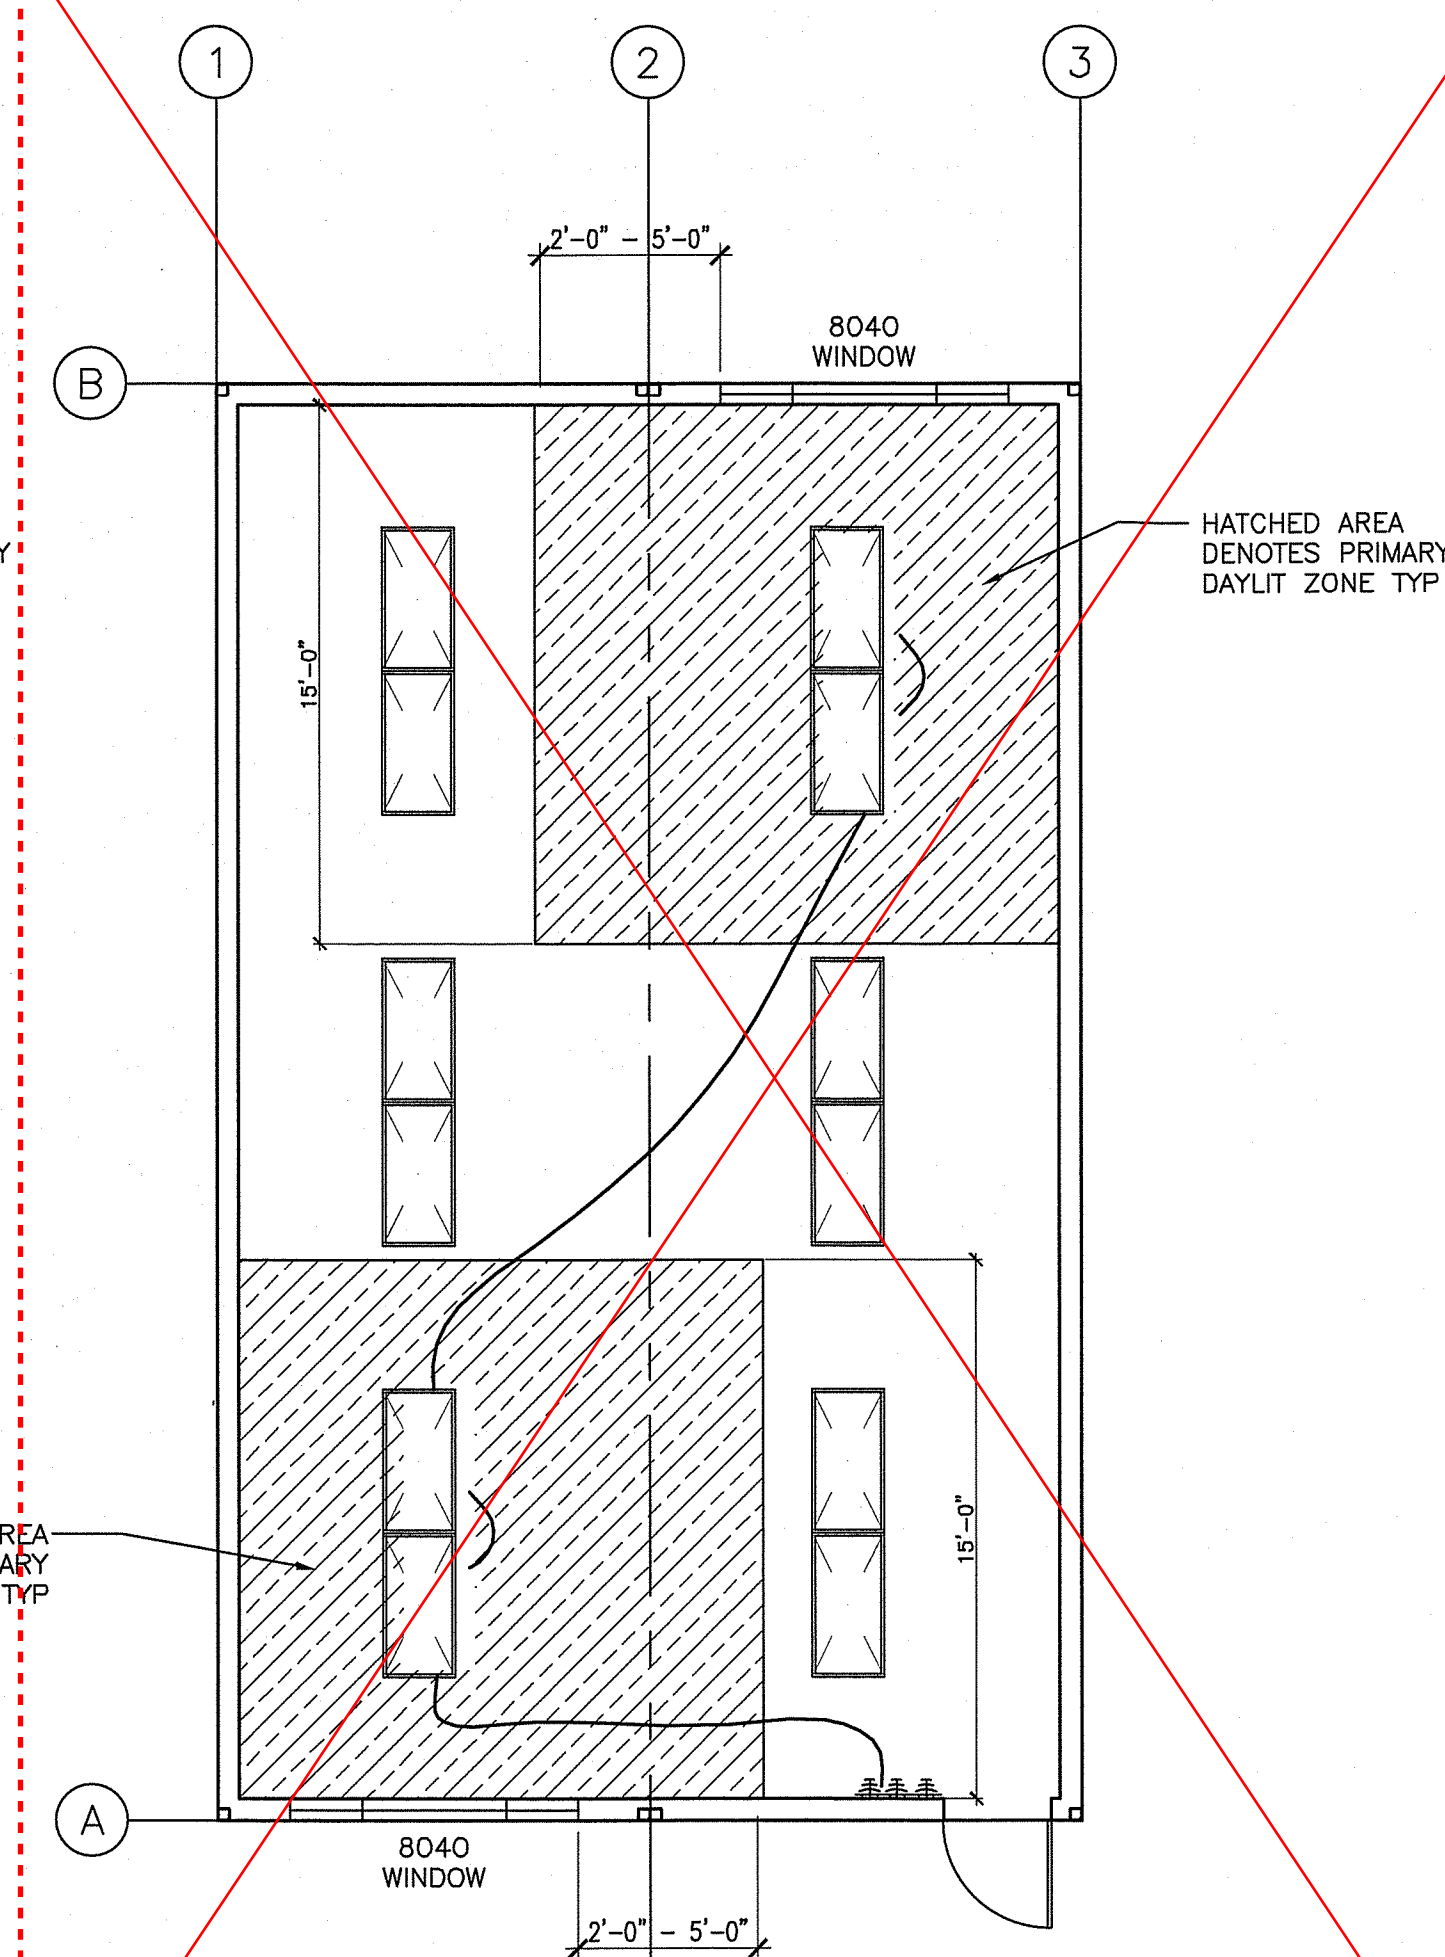 1
2
3
2'-0" - 5'-0"
8040
WINDOW
B
HATCHED AREA
DENOTES PRIMARY
DAYLIT ZONE TYP
Y
15'-0"
15'-0"
REA
ARY
TYP
A
8040
WINDOW
2'-0" - 5'-0"